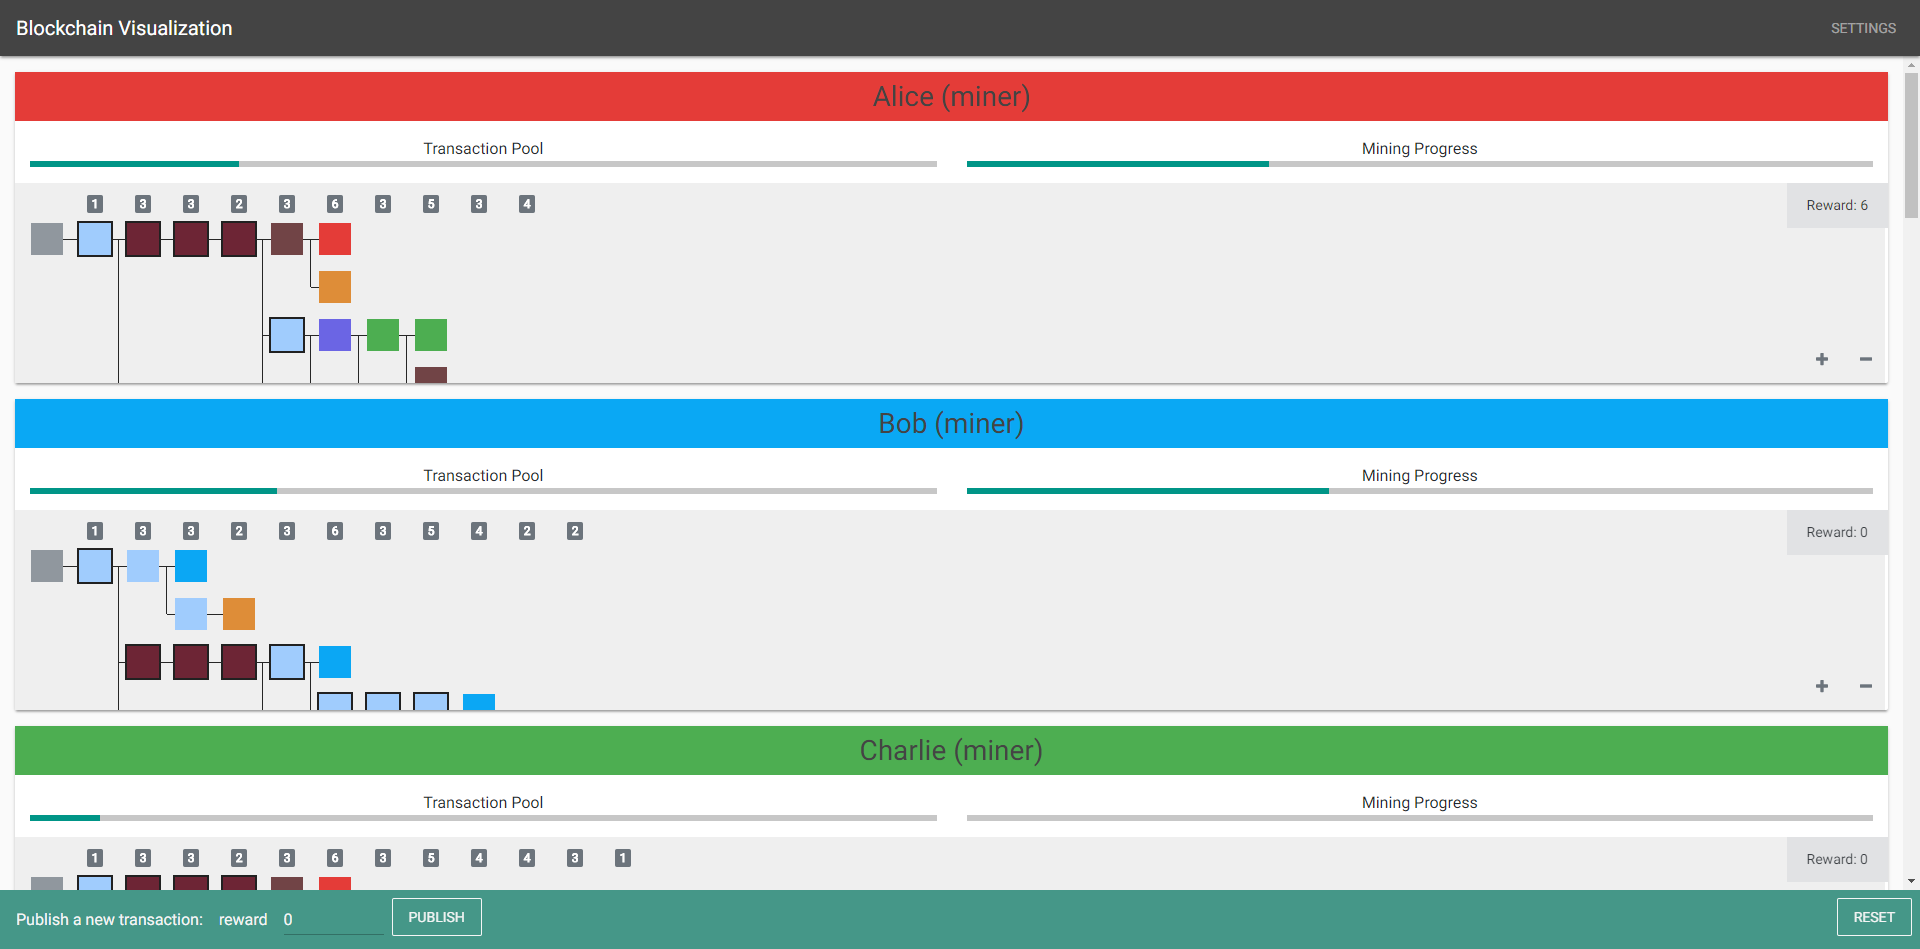 Blockchain Visualization
SETTINGS
Alice (miner)
Transaction Pool
Mining Progress
1 3 3 2 3 6 3 5 3 4
Reward: 6
+ −
Bob (miner)
Transaction Pool
Mining Progress
1 3 3 2 3 6 3 5 4 2 2
Reward: 0
+ −
Charlie (miner)
Transaction Pool
Mining Progress
1 3 3 2 3 6 3 5 4 4 3 1
Reward: 0
Publish a new transaction: reward 0 PUBLISH
RESET